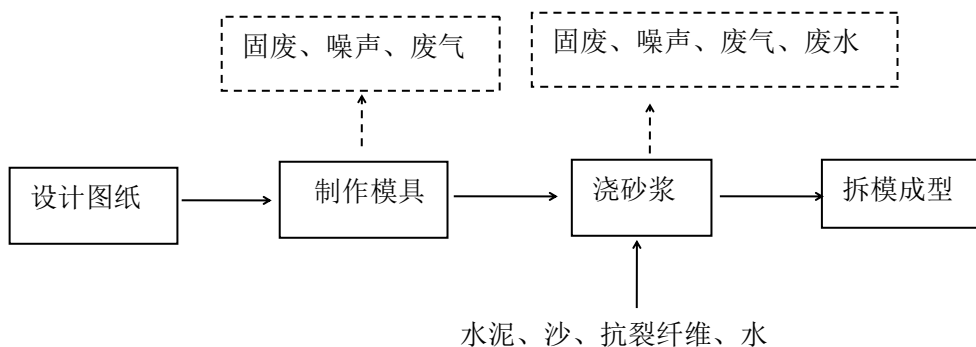 固废、噪声、废气
固废、噪声、废气、废水
设计图纸
制作模具
浇砂浆
拆模成型
水泥、沙、抗裂纤维、水